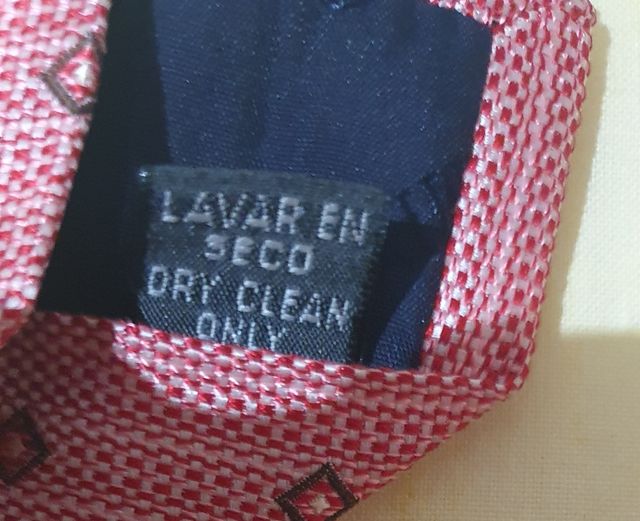 LAVAR EN
SECO
DRY CLEAN
ONLY